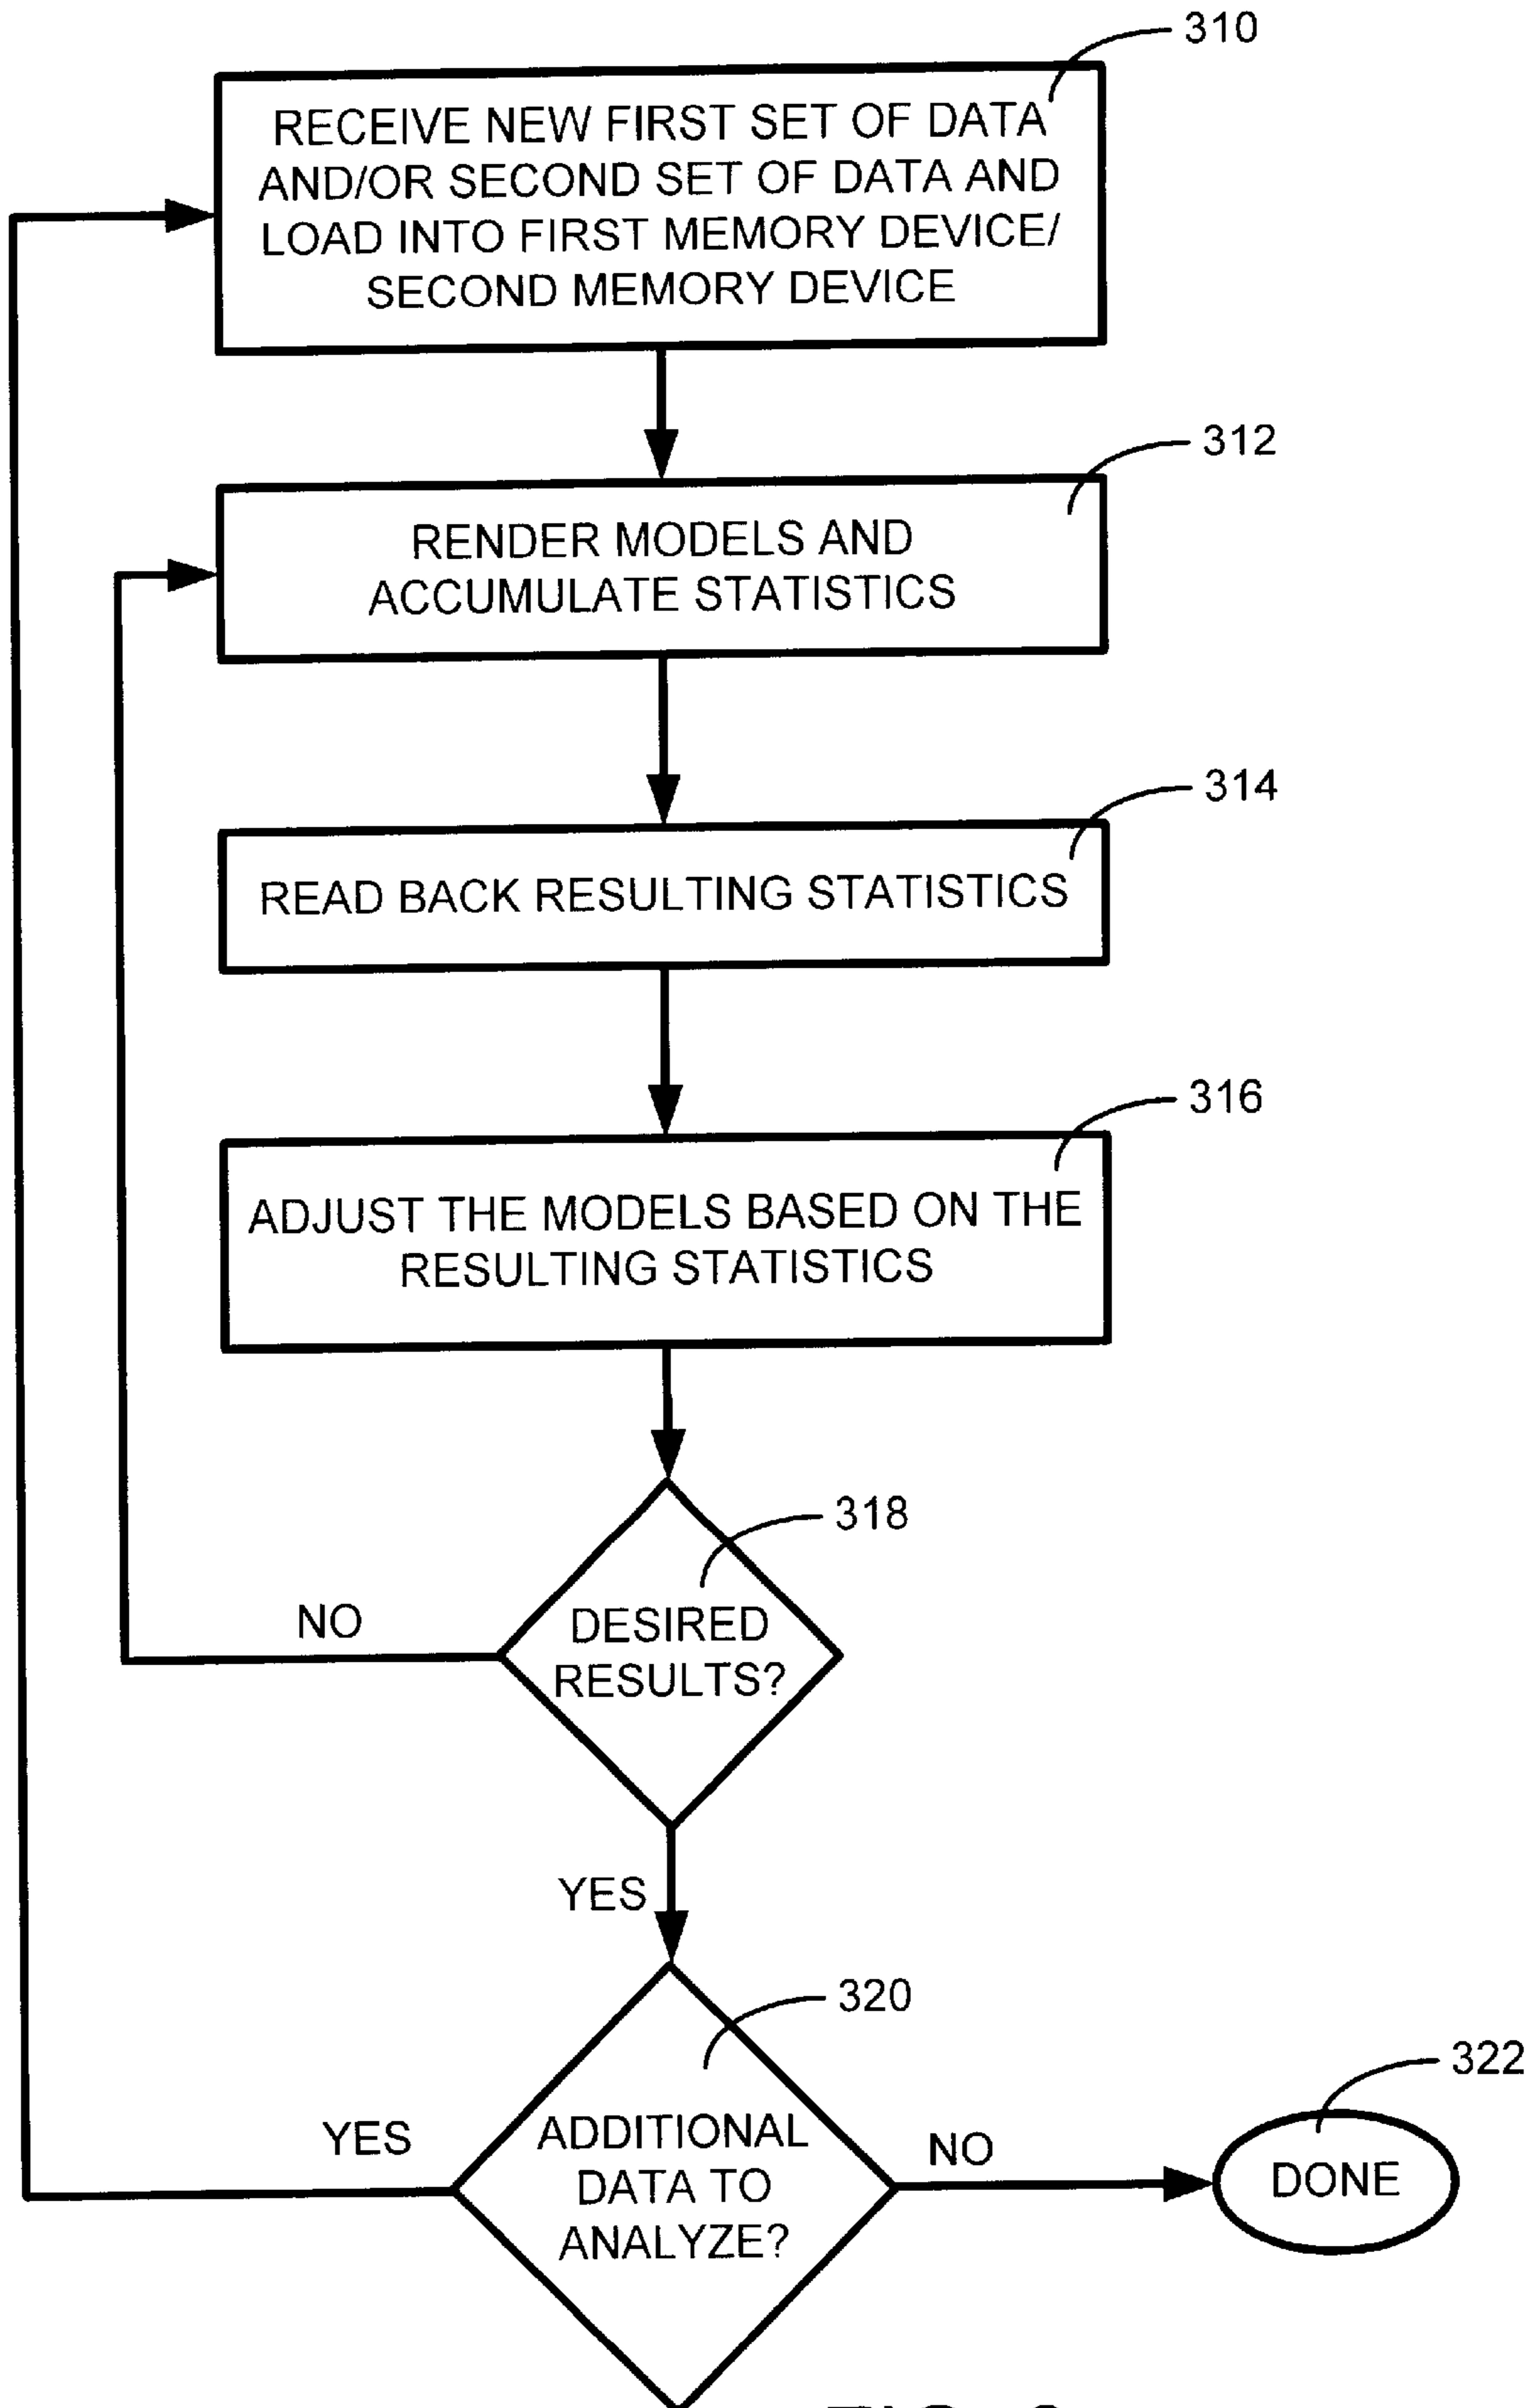 310
RECEIVE NEW FIRST SET OF DATA
AND/OR SECOND SET OF DATA AND
LOAD INTO FIRST MEMORY DEVICE/
SECOND MEMORY DEVICE
312
RENDER MODELS AND
ACCUMULATE STATISTICS
314
READ BACK RESULTING STATISTICS
316
ADJUST THE MODELS BASED ON THE
RESULTING STATISTICS
318
DESIRED
RESULTS?
NO
YES
320
ADDITIONAL
DATA TO
ANALYZE?
YES
NO
322
DONE